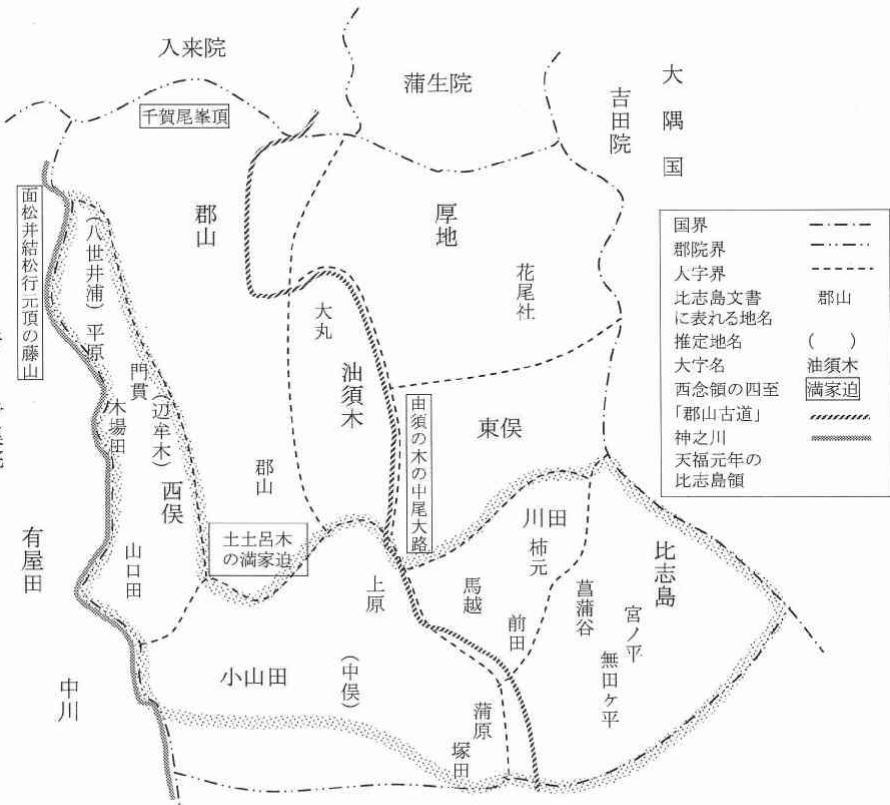 入来院
蒲生院
吉田院
大隅国
千賀尾峯頂
面松井結松行元頂の藤山
(八世井浦)
平原
門貫
(辺牟木)
木場田
西俣
山口田
有屋田
中川
郡山
郡山
大丸
油須木
厚地
花尾社
由須の木の中尾大路
東俣
土土呂木
の満家迫
上原
小山田
(中俣)
蒲原
塚田
川田
柿元
馬越
前田
菖蒲谷
比志島
宮ノ平
無田ヶ平
国界
郡院界
大字界
比志島文書
に表れる地名
郡山
推定地名
( )
大字名
油須木
西念領の四至
満家迫
「郡山古道」
神之川
天福元年の
比志島領